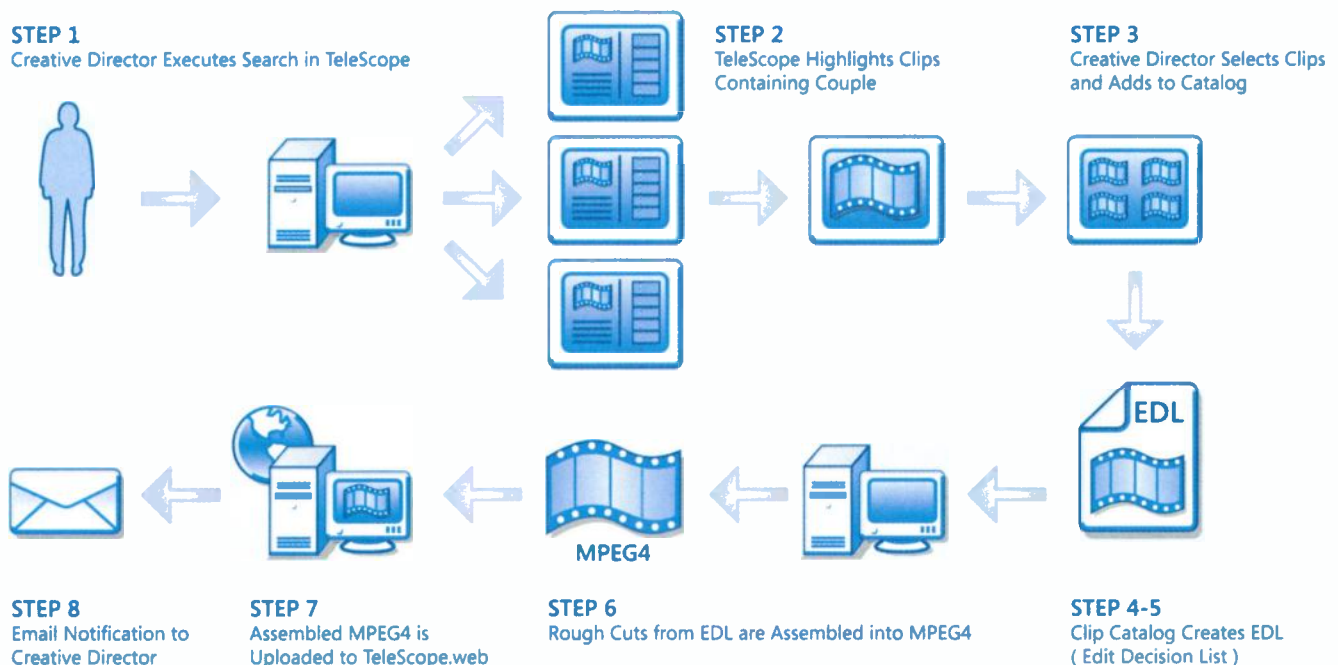 STEP 1
Creative Director Executes Search in TeleScope
STEP 2
TeleScope Highlights Clips
Containing Couple
STEP 3
Creative Director Selects Clips
and Adds to Catalog
EDL
MPEG4
STEP 8
Email Notification to
Creative Director
STEP 7
Assembled MPEG4 is
Uploaded to TeleScope.web
STEP 6
Rough Cuts from EDL are Assembled into MPEG4
STEP 4-5
Clip Catalog Creates EDL
( Edit Decision List )